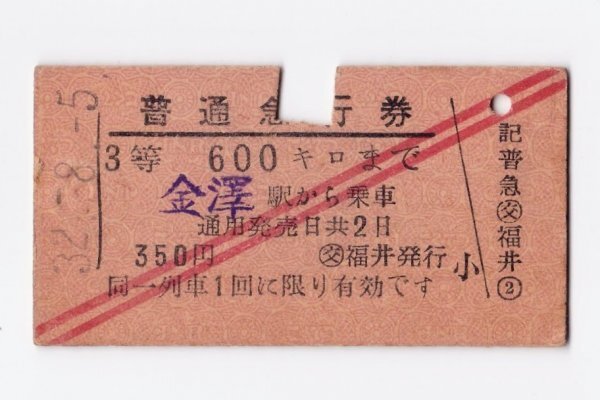 普通急行券
3等 600キロまで
金澤 駅から乗車
通用発売日共2日
350円 ㊋福井発行
同一列車1回に限り有効です
小
記普急交福井②
32.-8.-5